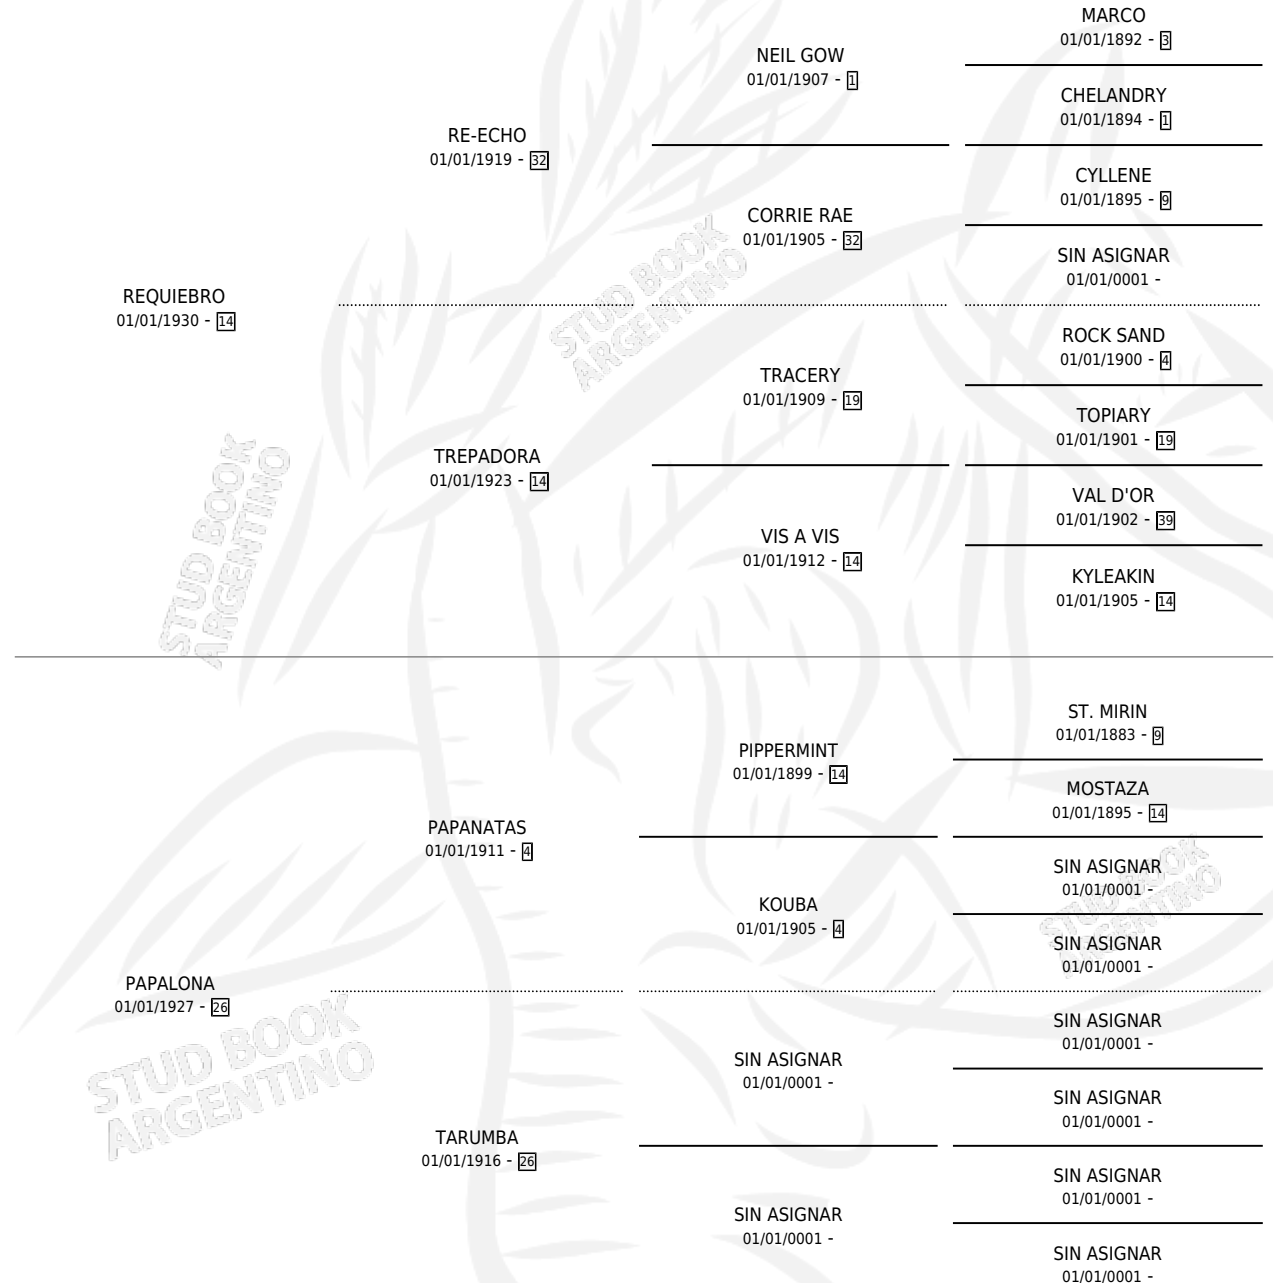 MARCO
01/01/1892 - 3
NEIL GOW
01/01/1907 - 1
CHELANDRY
01/01/1894 - 1
RE-ECHO
01/01/1919 - 32
CYLLENE
01/01/1895 - 9
CORRIE RAE
01/01/1905 - 32
SIN ASIGNAR
01/01/0001 -
REQUIEBRO
01/01/1930 - 14
ROCK SAND
01/01/1900 - 4
TRACERY
01/01/1909 - 19
TOPIARY
01/01/1901 - 19
TREPADORA
01/01/1923 - 14
VAL D'OR
01/01/1902 - 39
VIS A VIS
01/01/1912 - 14
KYLEAKIN
01/01/1905 - 14
ST. MIRIN
01/01/1883 - 9
PIPPERMINT
01/01/1899 - 14
MOSTAZA
01/01/1895 - 14
PAPANATAS
01/01/1911 - 4
SIN ASIGNAR
01/01/0001 -
KOUBA
01/01/1905 - 4
SIN ASIGNAR
01/01/0001 -
PAPALONA
01/01/1927 - 26
SIN ASIGNAR
01/01/0001 -
SIN ASIGNAR
01/01/0001 -
SIN ASIGNAR
01/01/0001 -
TARUMBA
01/01/1916 - 26
SIN ASIGNAR
01/01/0001 -
SIN ASIGNAR
01/01/0001 -
SIN ASIGNAR
01/01/0001 -
STUD BOOK
ARGENTINO
STUD BOOK
ARGENTINO
STUD BOOK
ARGENTINO
STUD BOOK
ARGENTINO